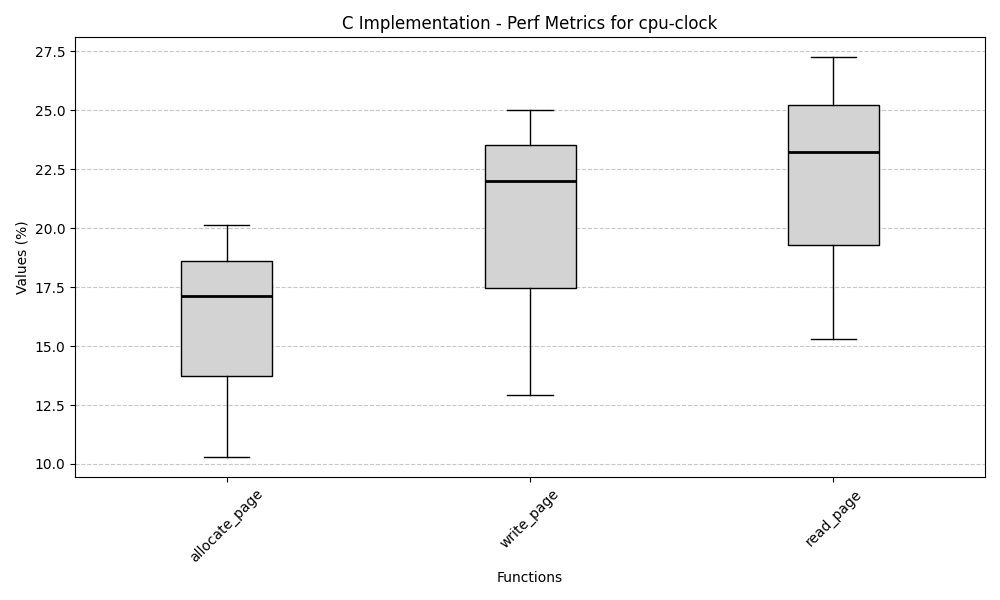 C Implementation - Perf Metrics for cpu-clock
Values (%)
27.5
25.0
22.5
20.0
17.5
15.0
12.5
10.0
allocate_page
write_page
read_page
Functions